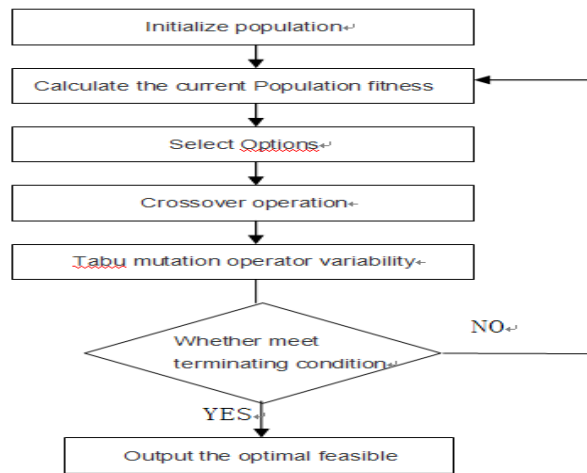 Initialize population
Calculate the current Population fitness
Select Options
Crossover operation
Tabu mutation operator variability
Whether meet
terminating condition
NO
YES
Output the optimal feasible